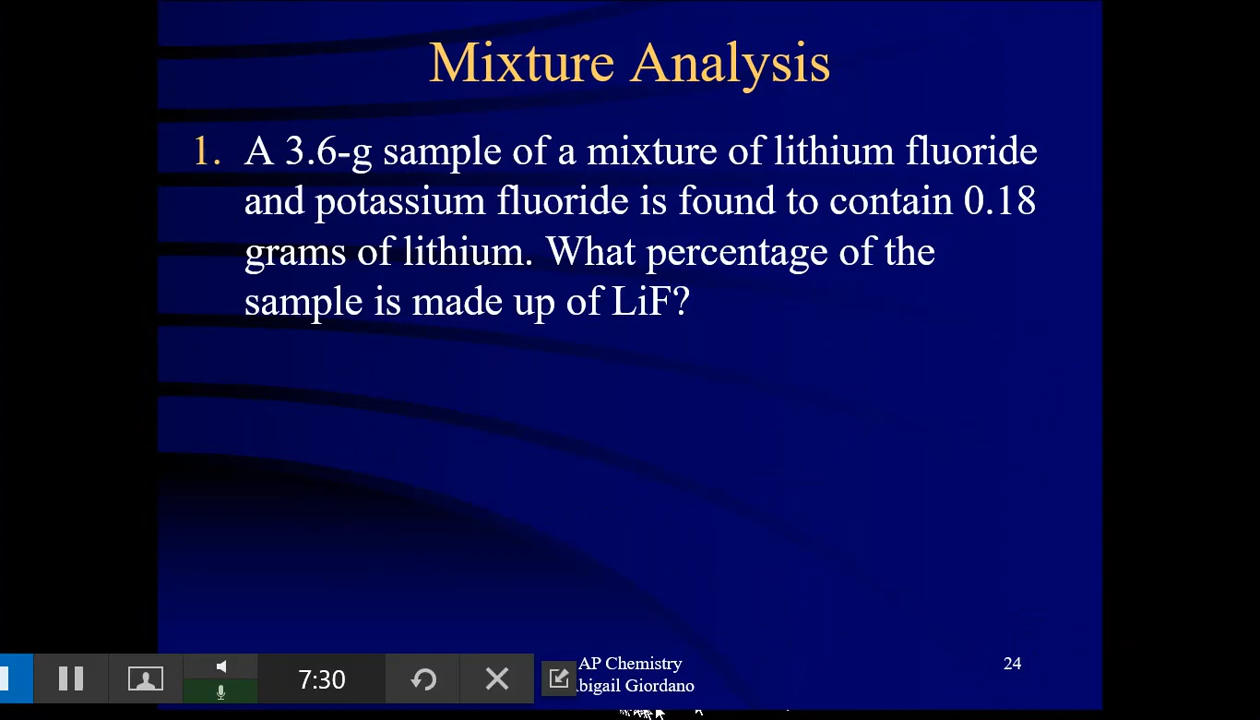 Mixture Analysis
1. A 3.6-g sample of a mixture of lithium fluoride
and potassium fluoride is found to contain 0.18
grams of lithium. What percentage of the
sample is made up of LiF?
7:30
AP Chemistry
Giordano
24